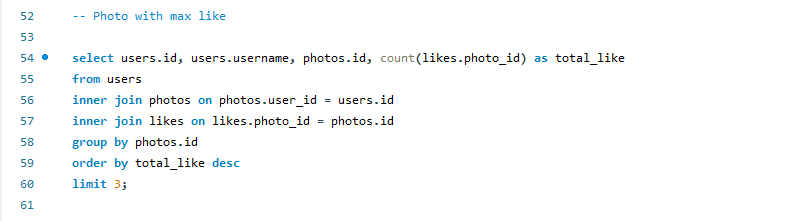 52 -- Photo with max like
53
54 select users.id, users.username, photos.id, count(likes.photo_id) as total_like
55 from users
56 inner join photos on photos.user_id = users.id
57 inner join likes on likes.photo_id = photos.id
58 group by photos.id
59 order by total_like desc
60 limit 3;
61